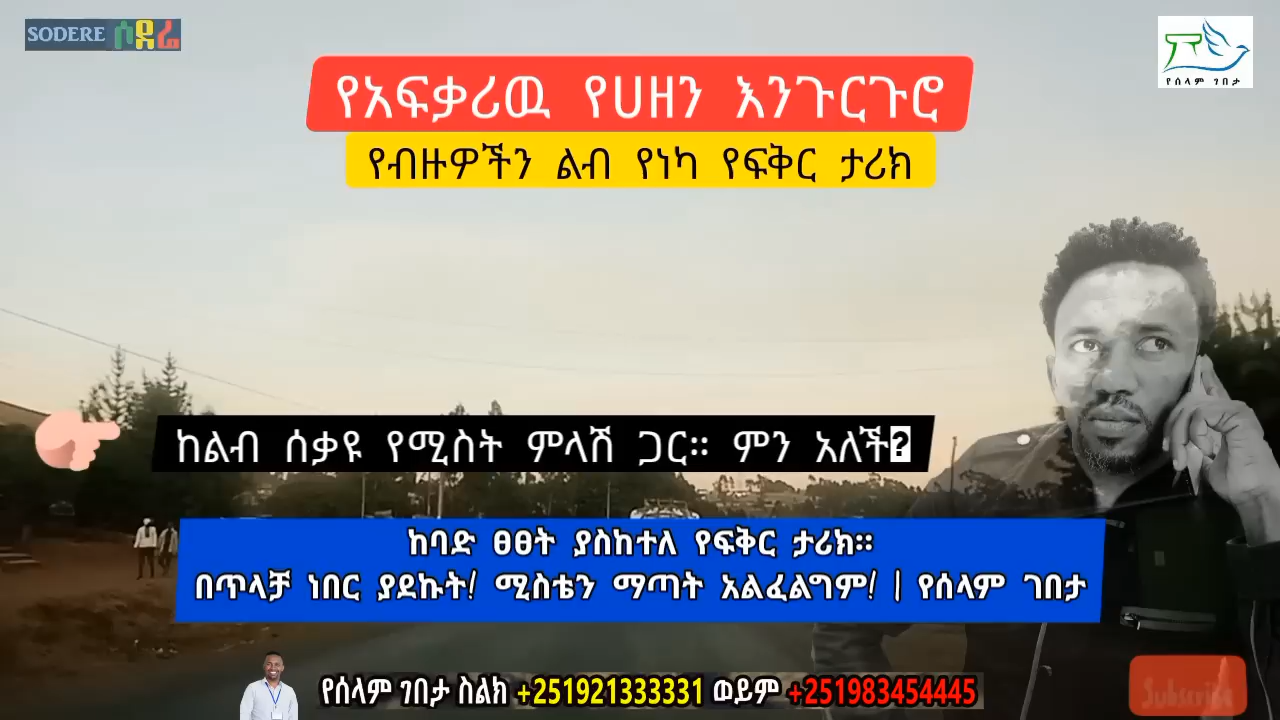 SODERE ሶደሬ
የሰላም ገበታ
የአፍቃሪዉ የሀዘን እንጉርጉሮ
የብዙዎችን ልብ የነካ የፍቅር ታሪክ
ከልብ ሰቃዩ የሚስት ምላሽ ጋር። ምን አለች
ከባድ ፀፀት ያስከተለ የፍቅር ታሪክ።
በጥላቻ ነበር ያደኩት! ሚስቴን ማጣት አልፈልግም! | የሰላም ገበታ
Subscribe
የሰላም ገበታ ስልክ +251921333331 ወይም +251983454445